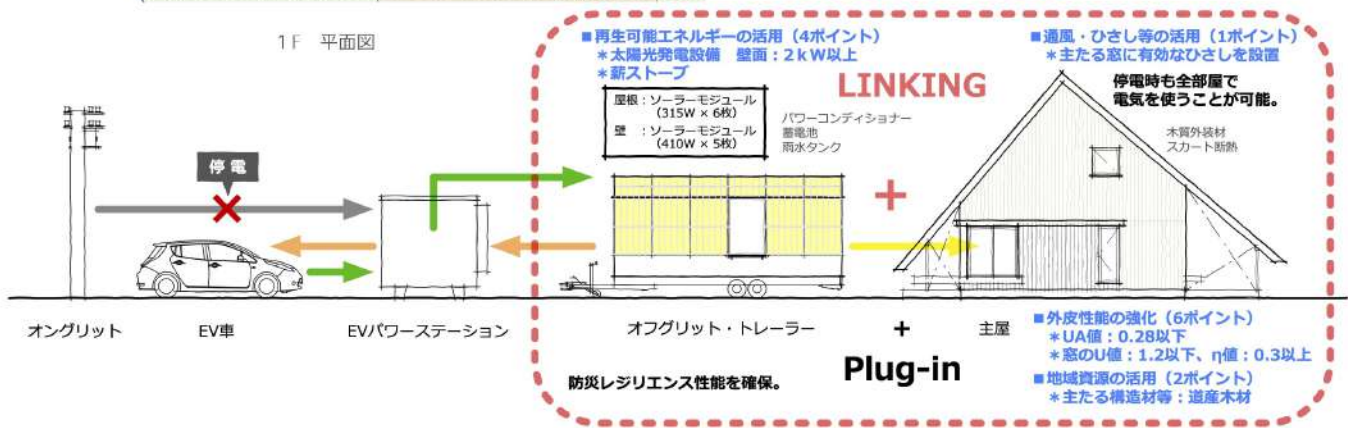 1F 平面図
■再生可能エネルギーの活用（4ポイント）
＊太陽光発電設備 壁面：2kW以上
＊薪ストーブ
■通風・ひさし等の活用（1ポイント）
＊主たる窓に有効なひさしを設置
LINKING
停電時も全部屋で
電気を使うことが可能。
屋根：ソーラーモジュール
（315W × 6枚）
壁 ：ソーラーモジュール
（410W × 5枚）
パワーコンディショナー
蓄電池
雨水タンク
木質外装材
スカート断熱
停電
＋
オングリット
EV車
EVパワーステーション
オフグリット・トレーラー
＋
主屋
Plug-in
防災レジリエンス性能を確保。
■外皮性能の強化（6ポイント）
＊UA値：0.28以下
＊窓のU値：1.2以下、η値：0.3以上
■地域資源の活用（2ポイント）
＊主たる構造材等：道産木材